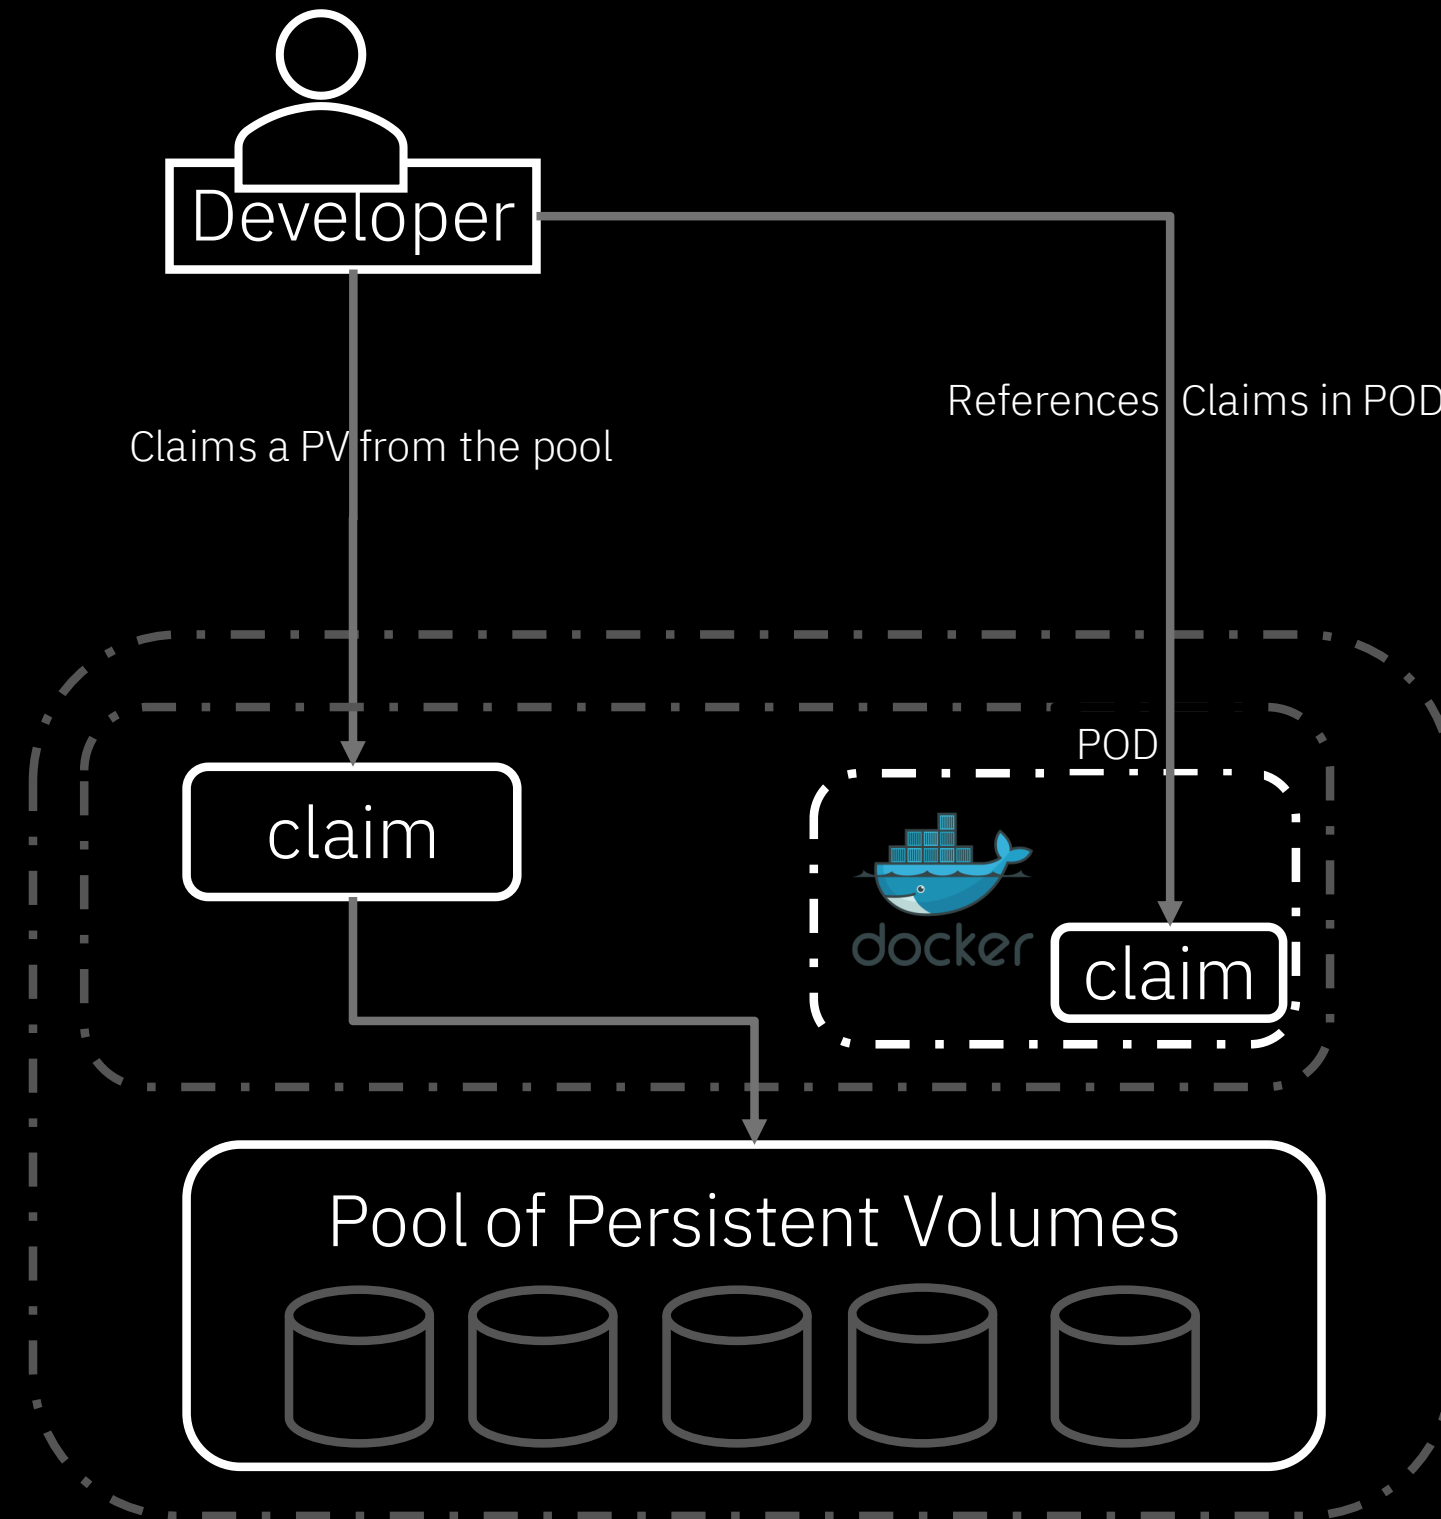 Developer
References Claims in POD
Claims a PV from the pool
POD
claim
docker
claim
Pool of Persistent Volumes